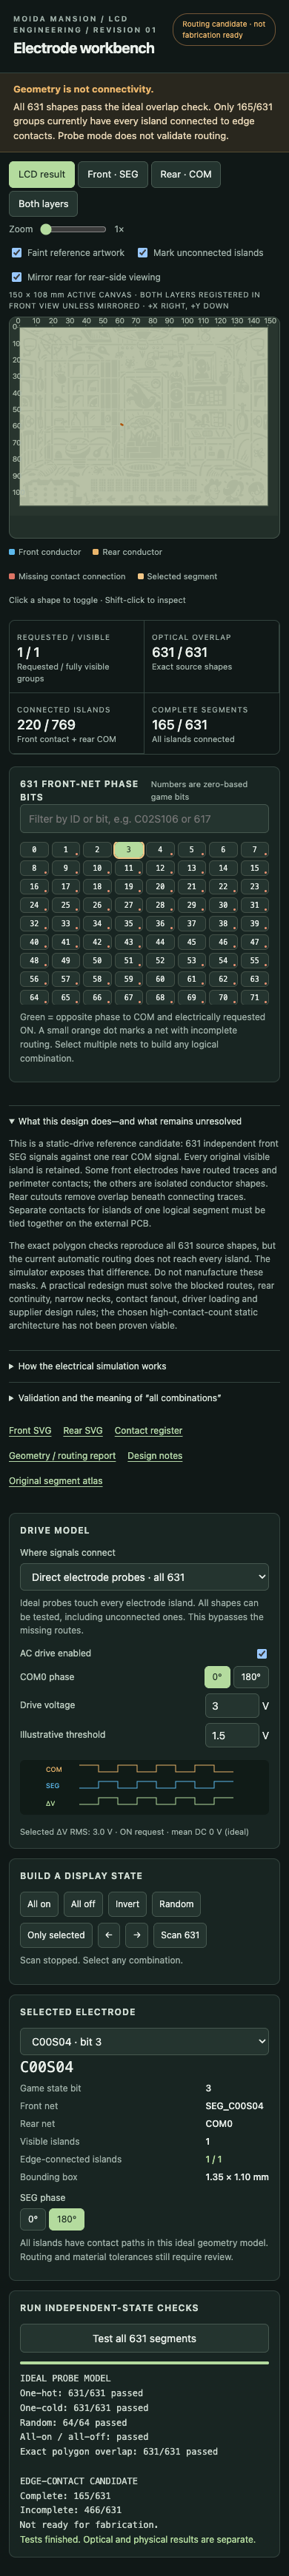 MOIDA MANSION / LCD
ENGINEERING / REVISION 01
Electrode workbench
Routing candidate · not
fabrication ready
Geometry is not connectivity.
All 631 shapes pass the ideal overlap check. Only 165/631
groups currently have every island connected to edge
contacts. Probe mode does not validate routing.
LCD result
Front · SEG
Rear · COM
Both layers
Zoom
1×
Faint reference artwork
Mark unconnected islands
Mirror rear for rear-side viewing
150 × 108 mm ACTIVE CANVAS · BOTH LAYERS REGISTERED IN
FRONT VIEW UNLESS MIRRORED · +X RIGHT, +Y DOWN
0 10 20 30 40 50 60 70 80 90 100 110 120 130 140 150
0
10
20
30
40
50
60
70
80
90
10
Front conductor
Rear conductor
Missing contact connection
Selected segment
Click a shape to toggle · Shift-click to inspect
REQUESTED / VISIBLE
1 / 1
Requested / fully visible
groups
OPTICAL OVERLAP
631 / 631
Exact source shapes
CONNECTED ISLANDS
220 / 769
Front contact + rear COM
COMPLETE SEGMENTS
165 / 631
All islands connected
631 FRONT-NET PHASE
BITS
Numbers are zero-based
game bits
Filter by ID or bit, e.g. C02S106 or 617
0 1 2 3 4 5 6 7
8 9 10 11 12 13 14 15
16 17 18 19 20 21 22 23
24 25 26 27 28 29 30 31
32 33 34 35 36 37 38 39
40 41 42 43 44 45 46 47
48 49 50 51 52 53 54 55
56 57 58 59 60 61 62 63
64 65 66 67 68 69 70 71
Green = opposite phase to COM and electrically requested
ON. A small orange dot marks a net with incomplete
routing. Select multiple nets to build any logical
combination.
▼ What this design does—and what remains unresolved
This is a static-drive reference candidate: 631 independent front
SEG signals against one rear COM signal. Every original visible
island is retained. Some front electrodes have routed traces and
perimeter contacts; the others are isolated conductor shapes.
Rear cutouts remove overlap beneath connecting traces.
Separate contacts for islands of one logical segment must be
tied together on the external PCB.
The exact polygon checks reproduce all 631 source shapes, but
the current automatic routing does not reach every island. The
simulator exposes that difference. Do not manufacture these
masks. A practical redesign must solve the blocked routes, rear
continuity, narrow necks, contact fanout, driver loading and
supplier design rules; the chosen high-contact-count static
architecture has not been proven viable.
▶ How the electrical simulation works
▶ Validation and the meaning of “all combinations”
Front SVG
Rear SVG
Contact register
Geometry / routing report
Design notes
Original segment atlas
DRIVE MODEL
Where signals connect
Direct electrode probes · all 631
Ideal probes touch every electrode island. All shapes can
be tested, including unconnected ones. This bypasses the
missing routes.
AC drive enabled
COM0 phase
0°
180°
Drive voltage
3 V
Illustrative threshold
1.5 V
COM
SEG
ΔV
Selected ΔV RMS: 3.0 V · ON request · mean DC 0 V (ideal)
BUILD A DISPLAY STATE
All on
All off
Invert
Random
Only selected
←
→
Scan 631
Scan stopped. Select any combination.
SELECTED ELECTRODE
C00S04 · bit 3
C00S04
Game state bit 3
Front net SEG_C00S04
Rear net COM0
Visible islands 1
Edge-connected islands 1 / 1
Bounding box 1.35 × 1.10 mm
SEG phase
0°
180°
All islands have contact paths in this ideal geometry model.
Routing and material tolerances still require review.
RUN INDEPENDENT-STATE CHECKS
Test all 631 segments
IDEAL PROBE MODEL
One-hot: 631/631 passed
One-cold: 631/631 passed
Random: 64/64 passed
All-on / all-off: passed
Exact polygon overlap: 631/631 passed
EDGE-CONTACT CANDIDATE
Complete: 165/631
Incomplete: 466/631
Not ready for fabrication.
Tests finished. Optical and physical results are separate.